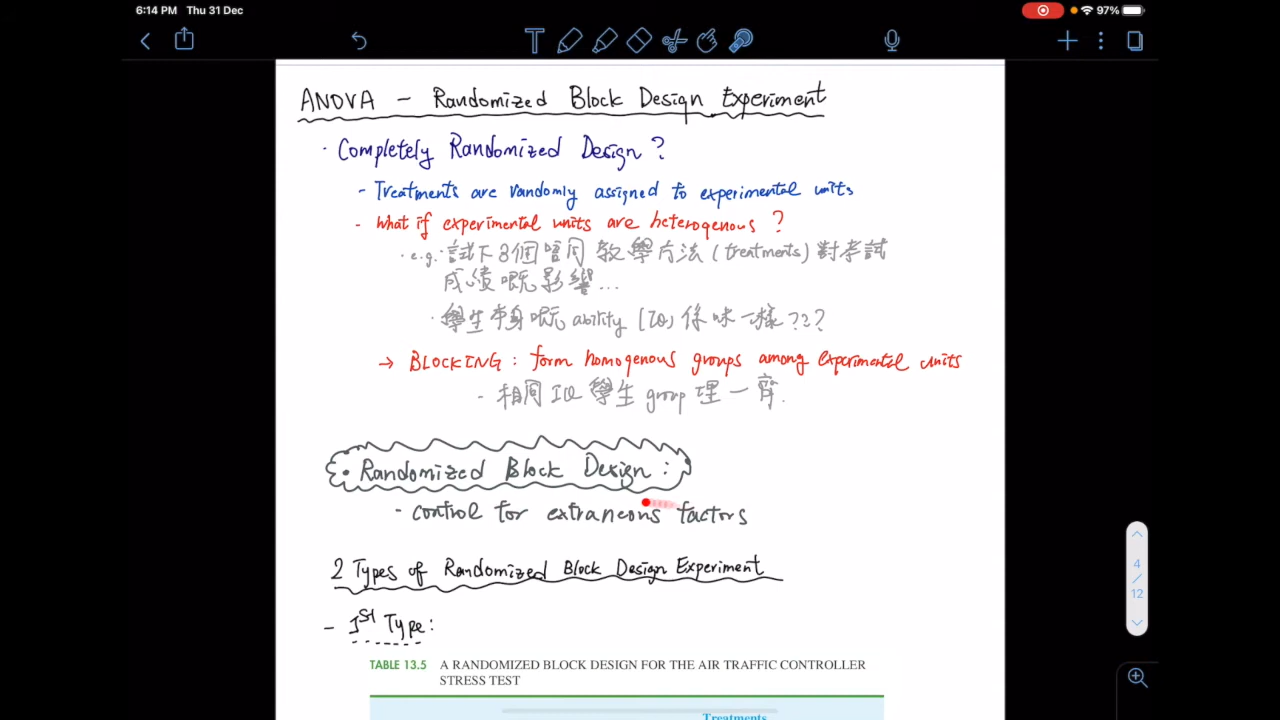 6:14 PM Thu 31 Dec
97%
ANOVA - Randomized Block Design Experiment
· Completely Randomized Design ?
- Treatments are randomly assigned to experimental units
- What if experimental units are heterogenous ?
· e.g. 試下 3個唔同 教學方法 (treatments) 對考試
成績嘅影響...
· 學生本身嘅 ability (IQ) 係咪一樣???
→ BLOCKING : form homogenous groups among experimental units
- 相同 IQ 學生 group 埋一齊.
· Randomized Block Design :
- control for extraneous factors
2 Types of Randomized Block Design Experiment
- 1st Type:
TABLE 13.5 A RANDOMIZED BLOCK DESIGN FOR THE AIR TRAFFIC CONTROLLER
STRESS TEST
Treatments
4
/
12